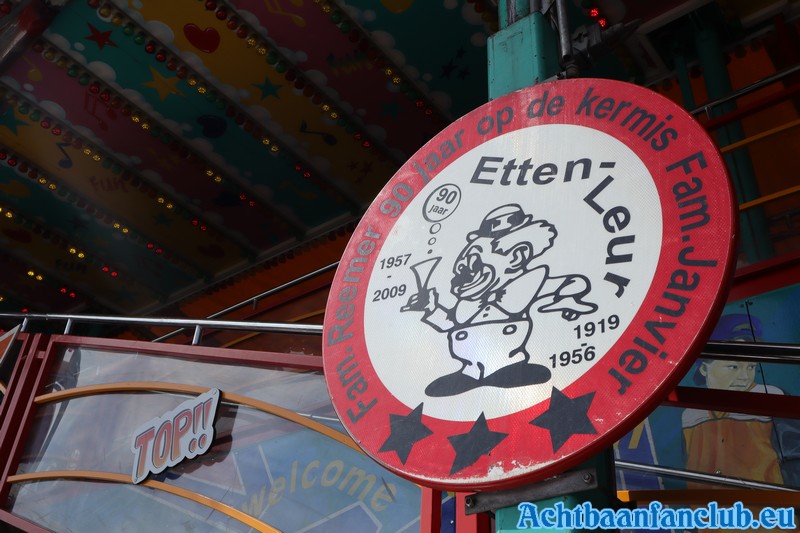 Fam. Reemer 90 jaar op de kermis Fam. Janvier
Etten-
Leur
90
jaar
1957
-
2009
1919
-
1956
TOP!!
welcome
Achtbaanfanclub.eu